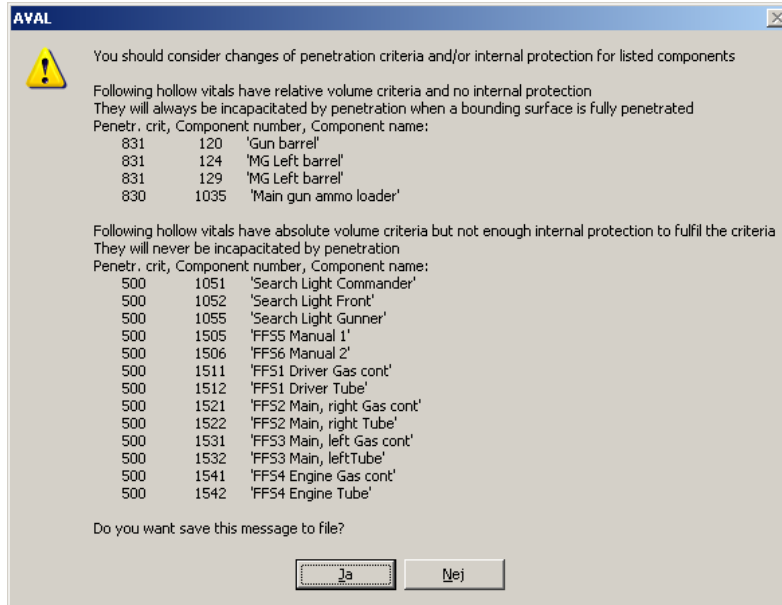 AVAL
You should consider changes of penetration criteria and/or internal protection for listed components
Following hollow vitals have relative volume criteria and no internal protection
They will always be incapacitated by penetration when a bounding surface is fully penetrated
Penetr. crit, Component number, Component name:
831 120 'Gun barrel'
831 124 'MG Left barrel'
831 129 'MG Left barrel'
830 1035 'Main gun ammo loader'
Following hollow vitals have absolute volume criteria but not enough internal protection to fulfil the criteria
They will never be incapacitated by penetration
Penetr. crit, Component number, Component name:
500 1051 'Search Light Commander'
500 1052 'Search Light Front'
500 1055 'Search Light Gunner'
500 1505 'FFS5 Manual 1'
500 1506 'FFS6 Manual 2'
500 1511 'FFS1 Driver Gas cont'
500 1512 'FFS1 Driver Tube'
500 1521 'FFS2 Main, right Gas cont'
500 1522 'FFS2 Main, right Tube'
500 1531 'FFS3 Main, left Gas cont'
500 1532 'FFS3 Main, leftTube'
500 1541 'FFS4 Engine Gas cont'
500 1542 'FFS4 Engine Tube'
Do you want save this message to file?
Ja Nej